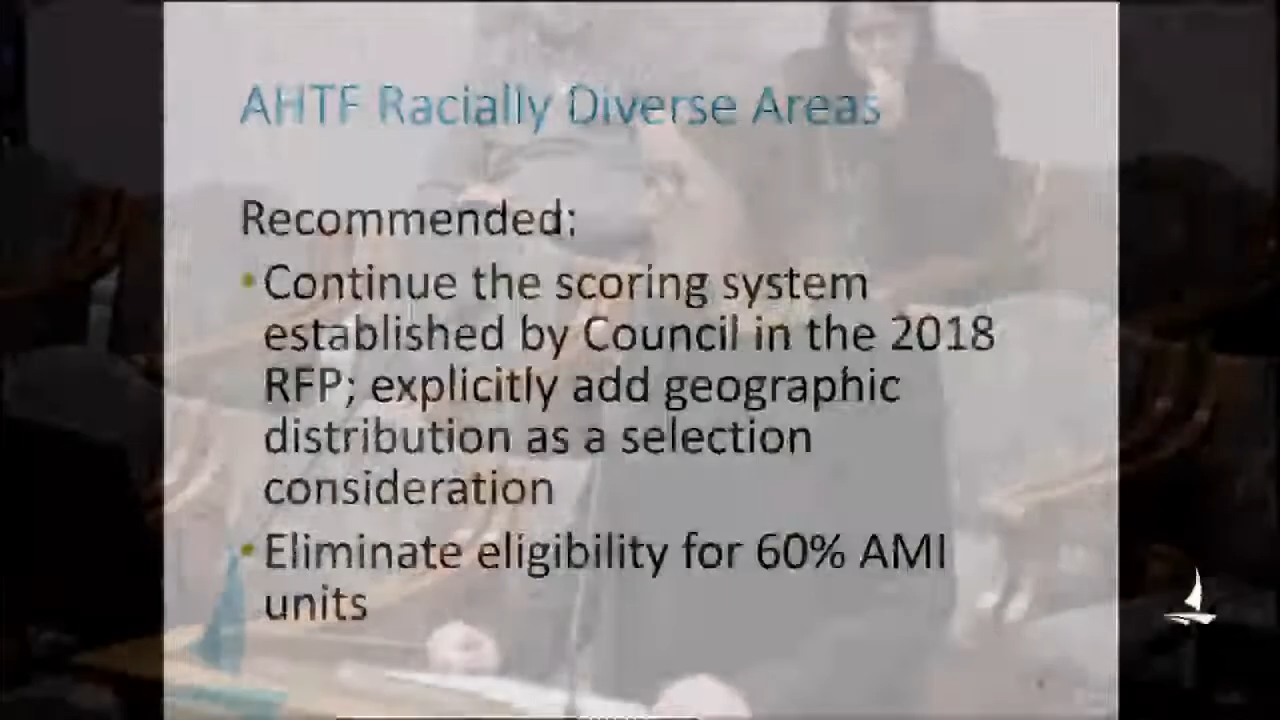 AHTF Racially Diverse Areas
Recommended:
•Continue the scoring system
established by Council in the 2018
RFP; explicitly add geographic
distribution as a selection
consideration
•Eliminate eligibility for 60% AMI
units